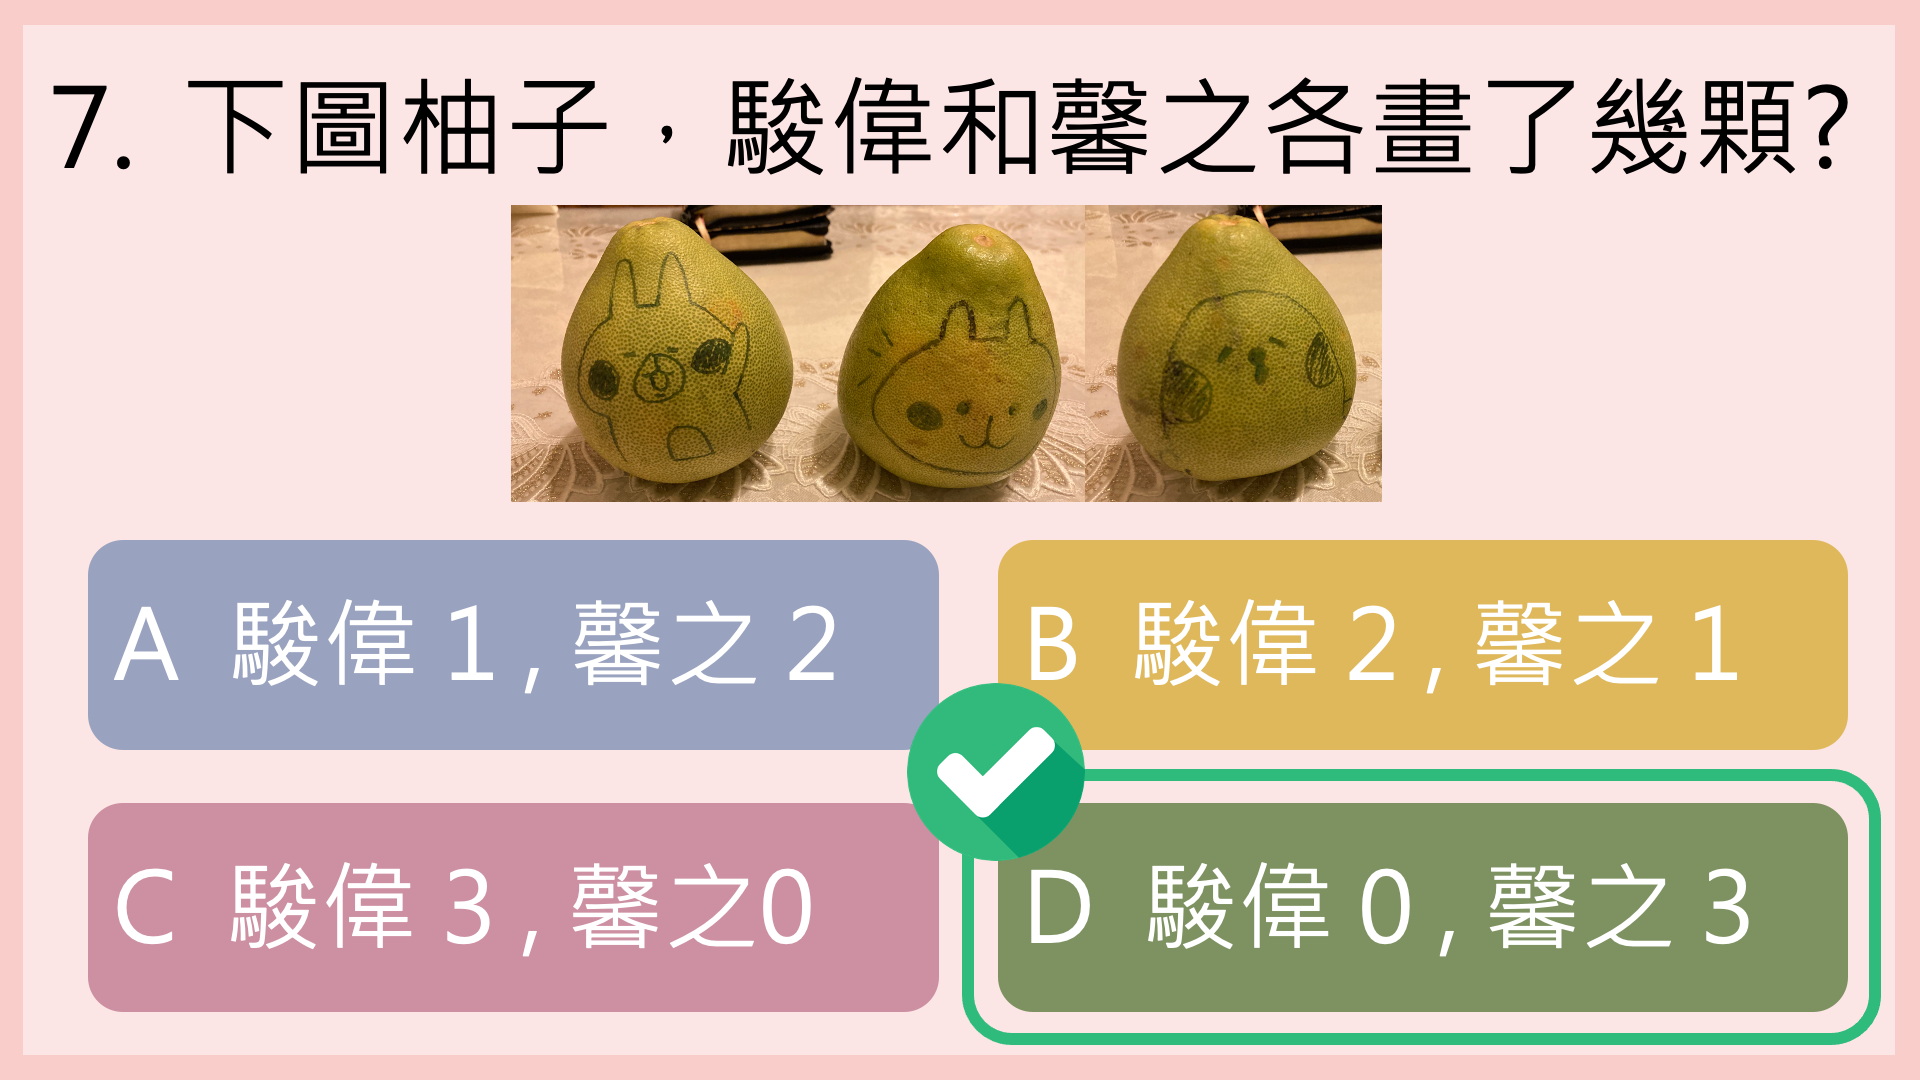 7. 下圖柚子，駿偉和馨之各畫了幾顆?
A 駿偉 1 , 馨之 2
B 駿偉 2 , 馨之 1
C 駿偉 3 , 馨之0
D 駿偉 0 , 馨之 3